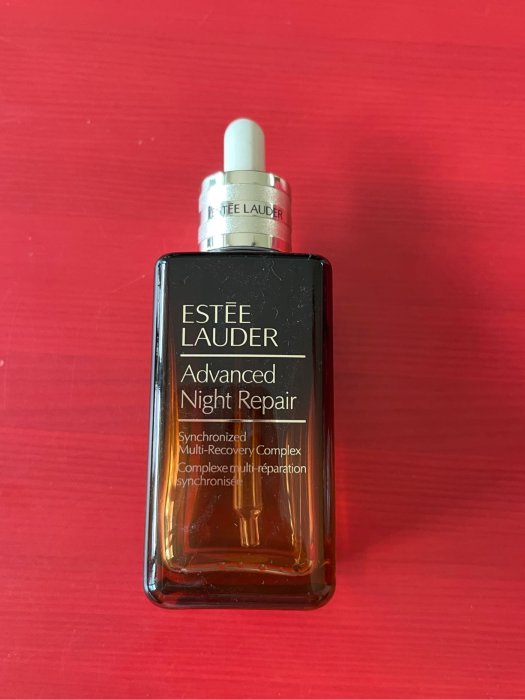 ESTĒE LAUDER
ESTĒE
LAUDER
Advanced
Night Repair
Synchronized
Multi-Recovery Complex
Complexe multi-réparation
synchronisée